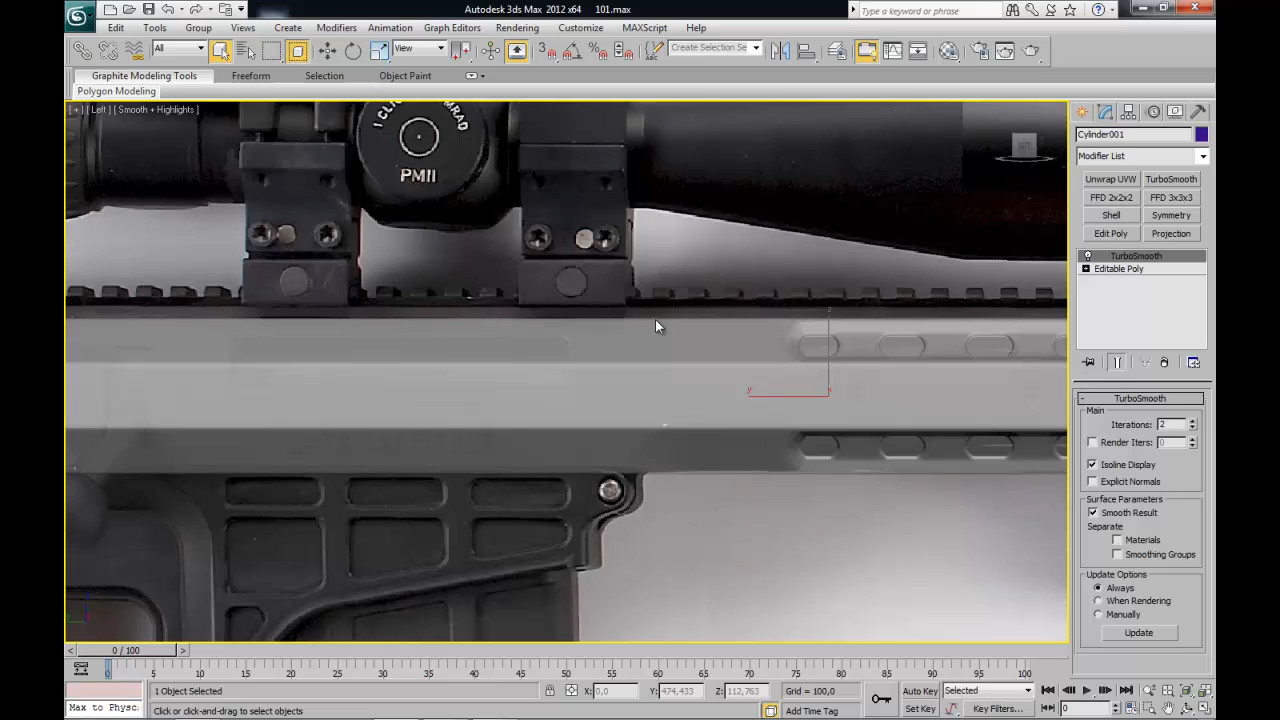 Autodesk 3ds Max 2012 x64 101.max
Type a keyword or phrase
Edit Tools Group Views Create Modifiers Animation Graph Editors Rendering Customize MAXScript Help
All View Create Selection Se
Graphite Modeling Tools Freeform Selection Object Paint
Polygon Modeling
[ + ] [ Left ] [ Smooth + Highlights ]
1 CLIC
MRAD
PMII
y x
Cylinder001
Modifier List
Unwrap UVW TurboSmooth
FFD 2x2x2 FFD 3x3x3
Shell Symmetry
Edit Poly Projection
TurboSmooth
Editable Poly
- TurboSmooth
Main
Iterations: 2
Render Iters: 0
Isoline Display
Explicit Normals
Surface Parameters
Smooth Result
Separate
Materials
Smoothing Groups
Update Options
Always
When Rendering
Manually
Update
< 0 / 100 >
0 5 10 15 20 25 30 35 40 45 50 55 60 65 70 75 80 85 90 95 100
1 Object Selected X: 0,0 Y: 474,433 Z: 112,763 Grid = 100,0 Auto Key Selected
Max to Physc: Click or click-and-drag to select objects Add Time Tag Set Key Key Filters... 0